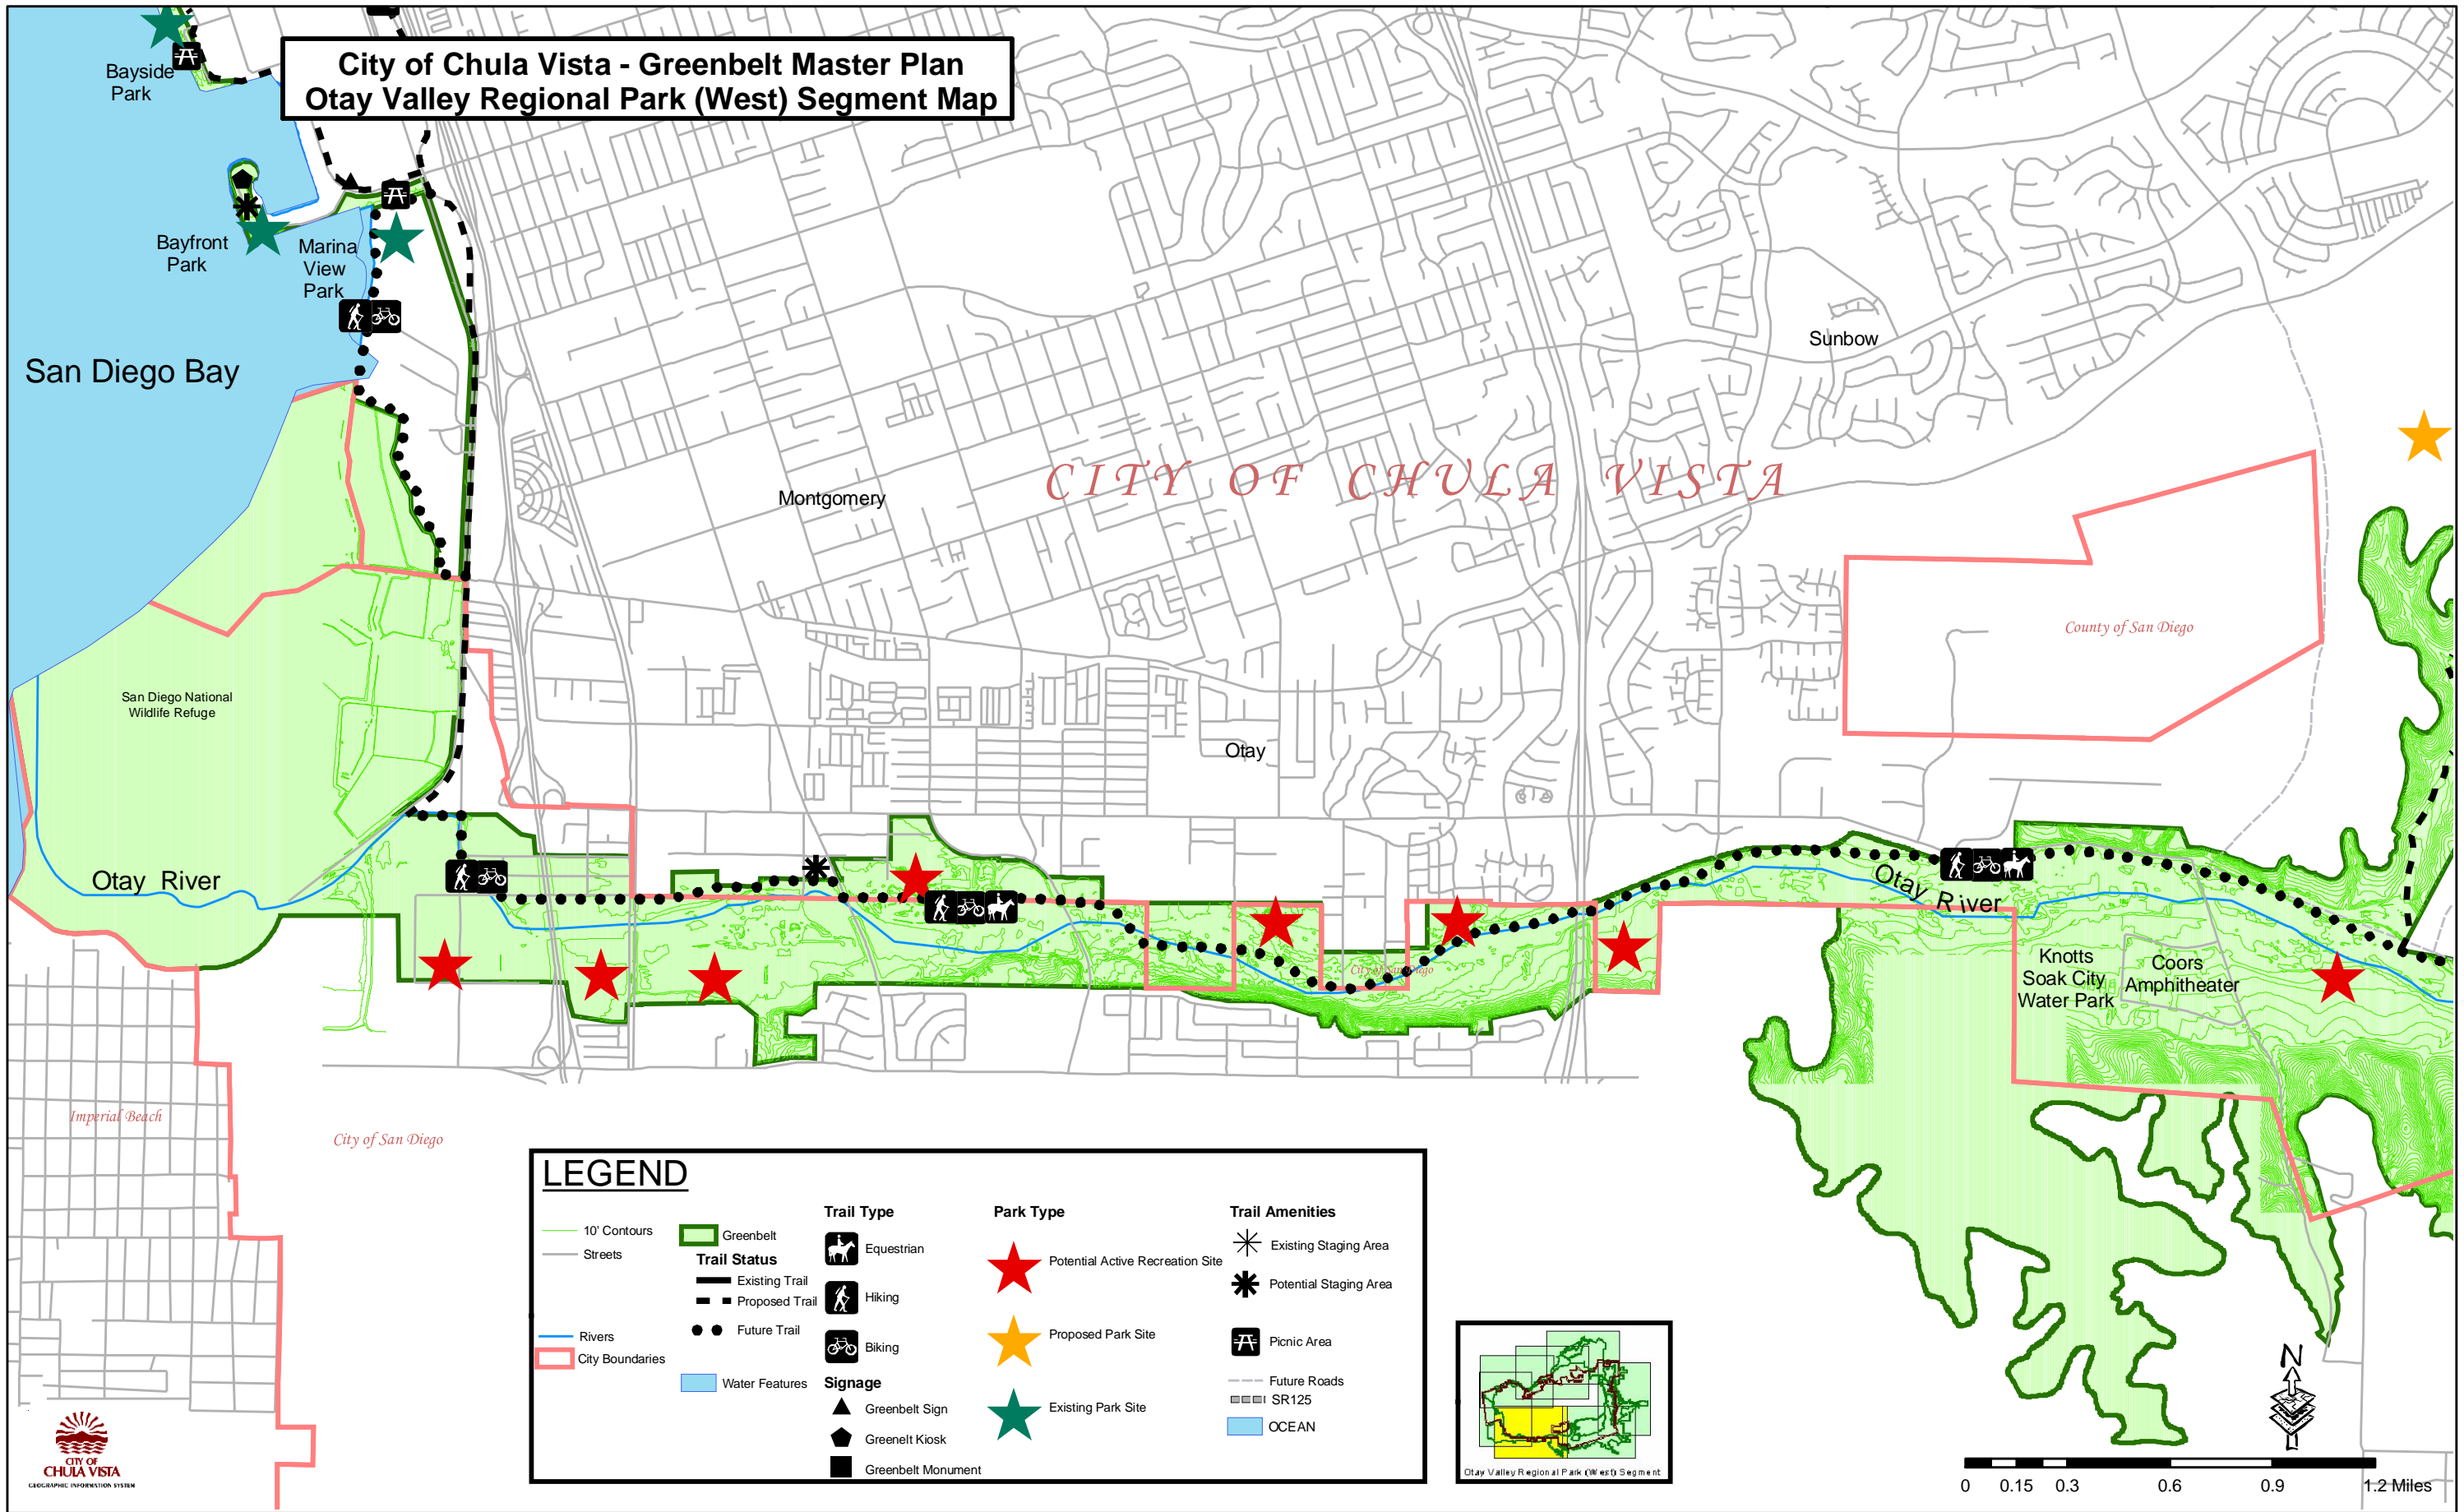 City of Chula Vista - Greenbelt Master Plan
Otay Valley Regional Park (West) Segment Map
Bayside
Park
Bayfront
Park
Marina
View
Park
San Diego Bay
Sunbow
Montgomery
CITY OF CHULA VISTA
County of San Diego
San Diego National
Wildlife Refuge
Otay
Otay River
Otay River
City of San Diego
Knotts
Soak City
Water Park
Coors
Amphitheater
Imperial Beach
City of San Diego
LEGEND
10' Contours
Streets
Rivers
City Boundaries
Greenbelt
Trail Status
Existing Trail
Proposed Trail
Future Trail
Water Features
Trail Type
Equestrian
Hiking
Biking
Signage
Greenbelt Sign
Greenelt Kiosk
Greenbelt Monument
Park Type
Potential Active Recreation Site
Proposed Park Site
Existing Park Site
Trail Amenities
Existing Staging Area
Potential Staging Area
Picnic Area
Future Roads
SR125
OCEAN
Otay Valley Regional Park (West) Segment
N
0 0.15 0.3 0.6 0.9 1.2 Miles
CITY OF
CHULA VISTA
GEOGRAPHIC INFORMATION SYSTEM